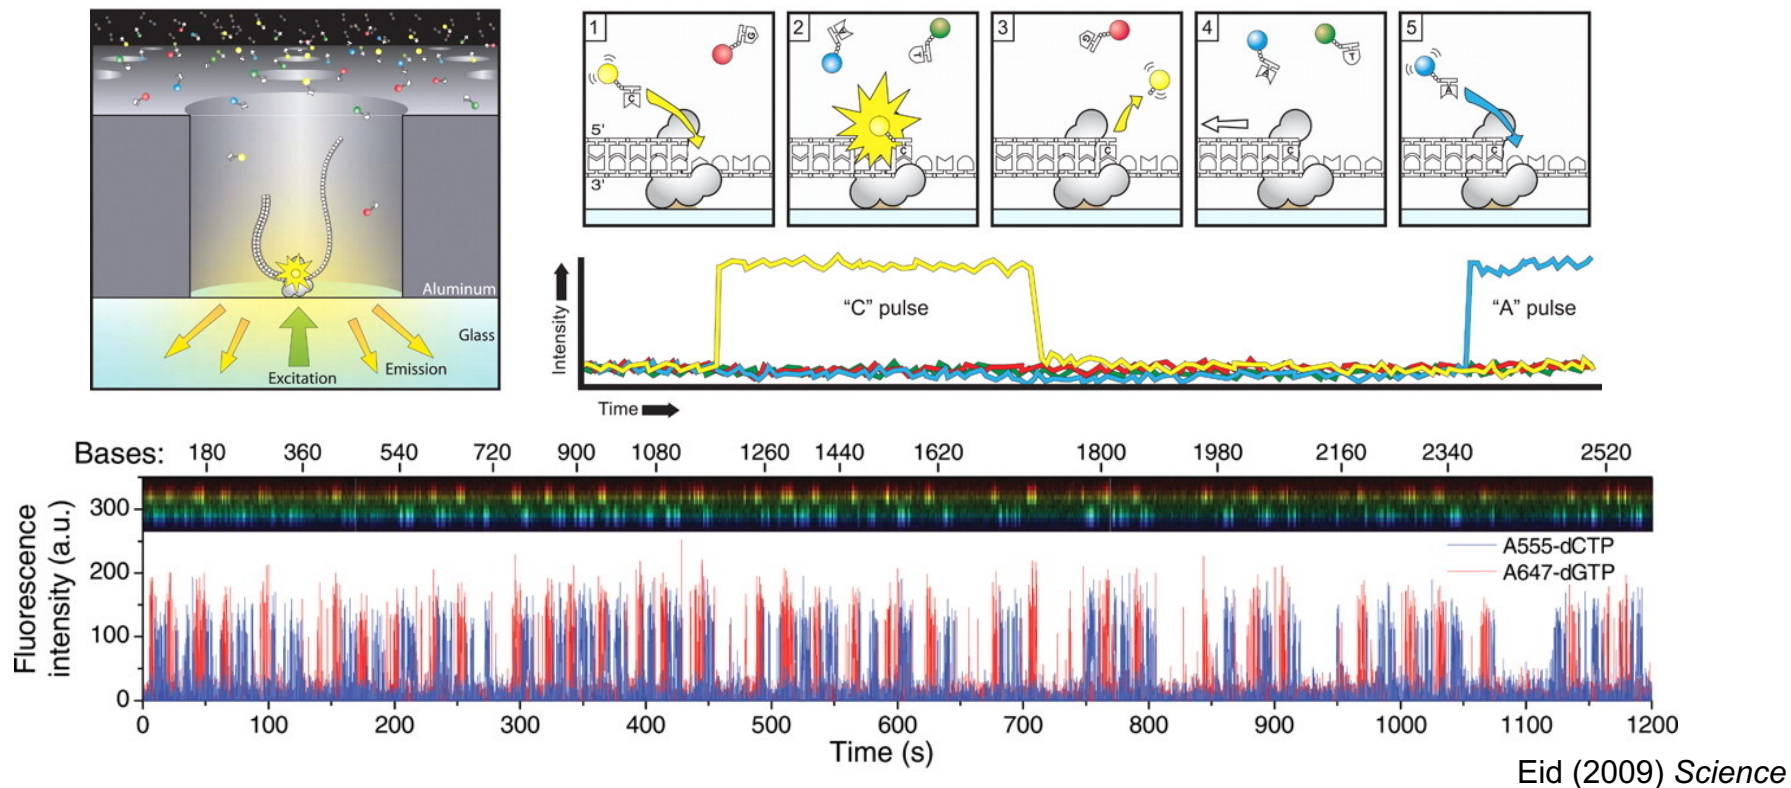 Aluminum
Glass
Excitation
Emission
1
2
3
4
5
C
A
G
T
G
A
T
A
5'
3'
C
C
C
C
Intensity
"C" pulse
"A" pulse
Time
Bases: 180 360 540 720 900 1080 1260 1440 1620 1800 1980 2160 2340 2520
Fluorescence
intensity (a.u.)
300
200
100
0
A555-dCTP
A647-dGTP
0 100 200 300 400 500 600 700 800 900 1000 1100 1200
Time (s)
Eid (2009) Science